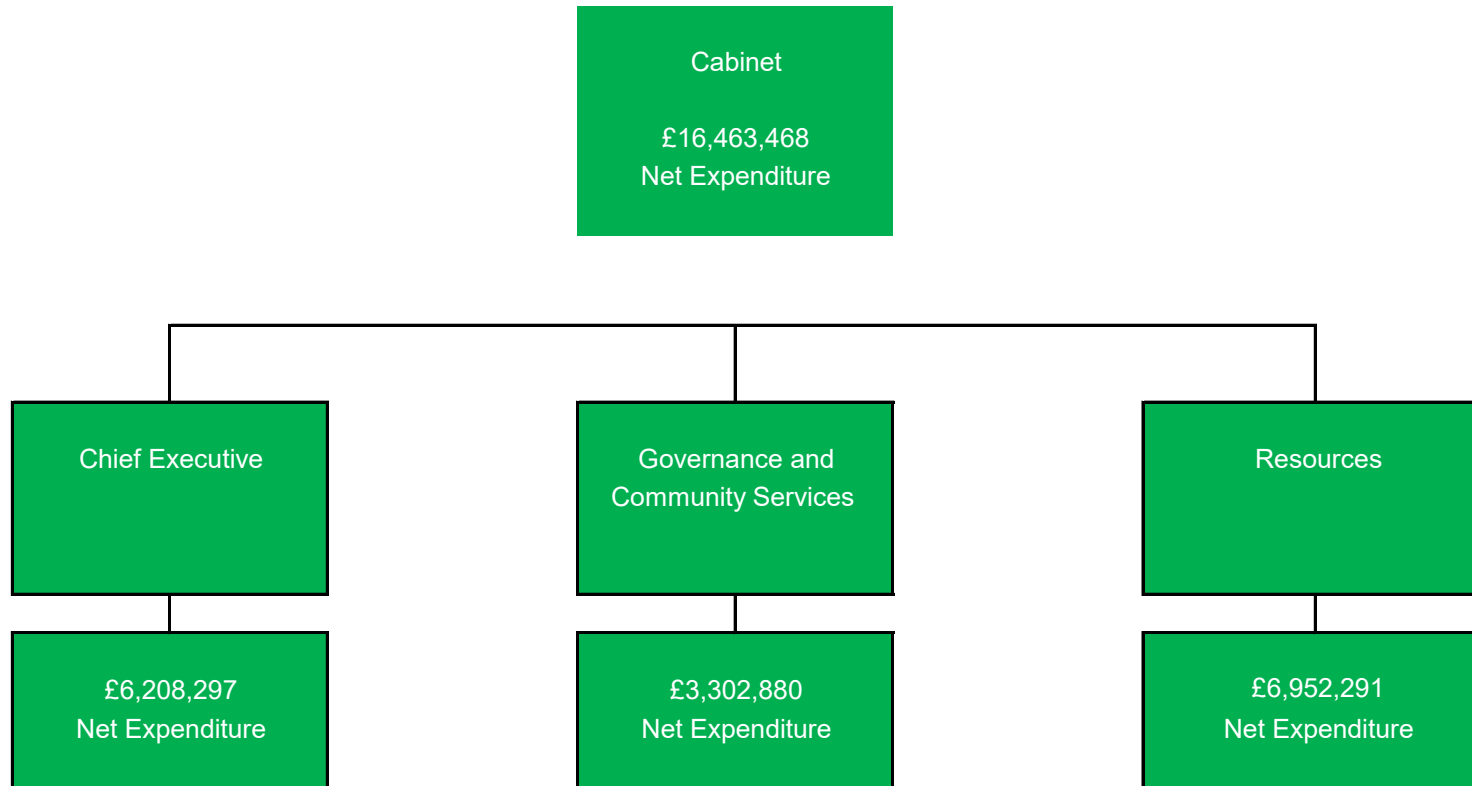 Cabinet
£16,463,468
Net Expenditure
Chief Executive
Governance and
Community Services
Resources
£6,208,297
Net Expenditure
£3,302,880
Net Expenditure
£6,952,291
Net Expenditure